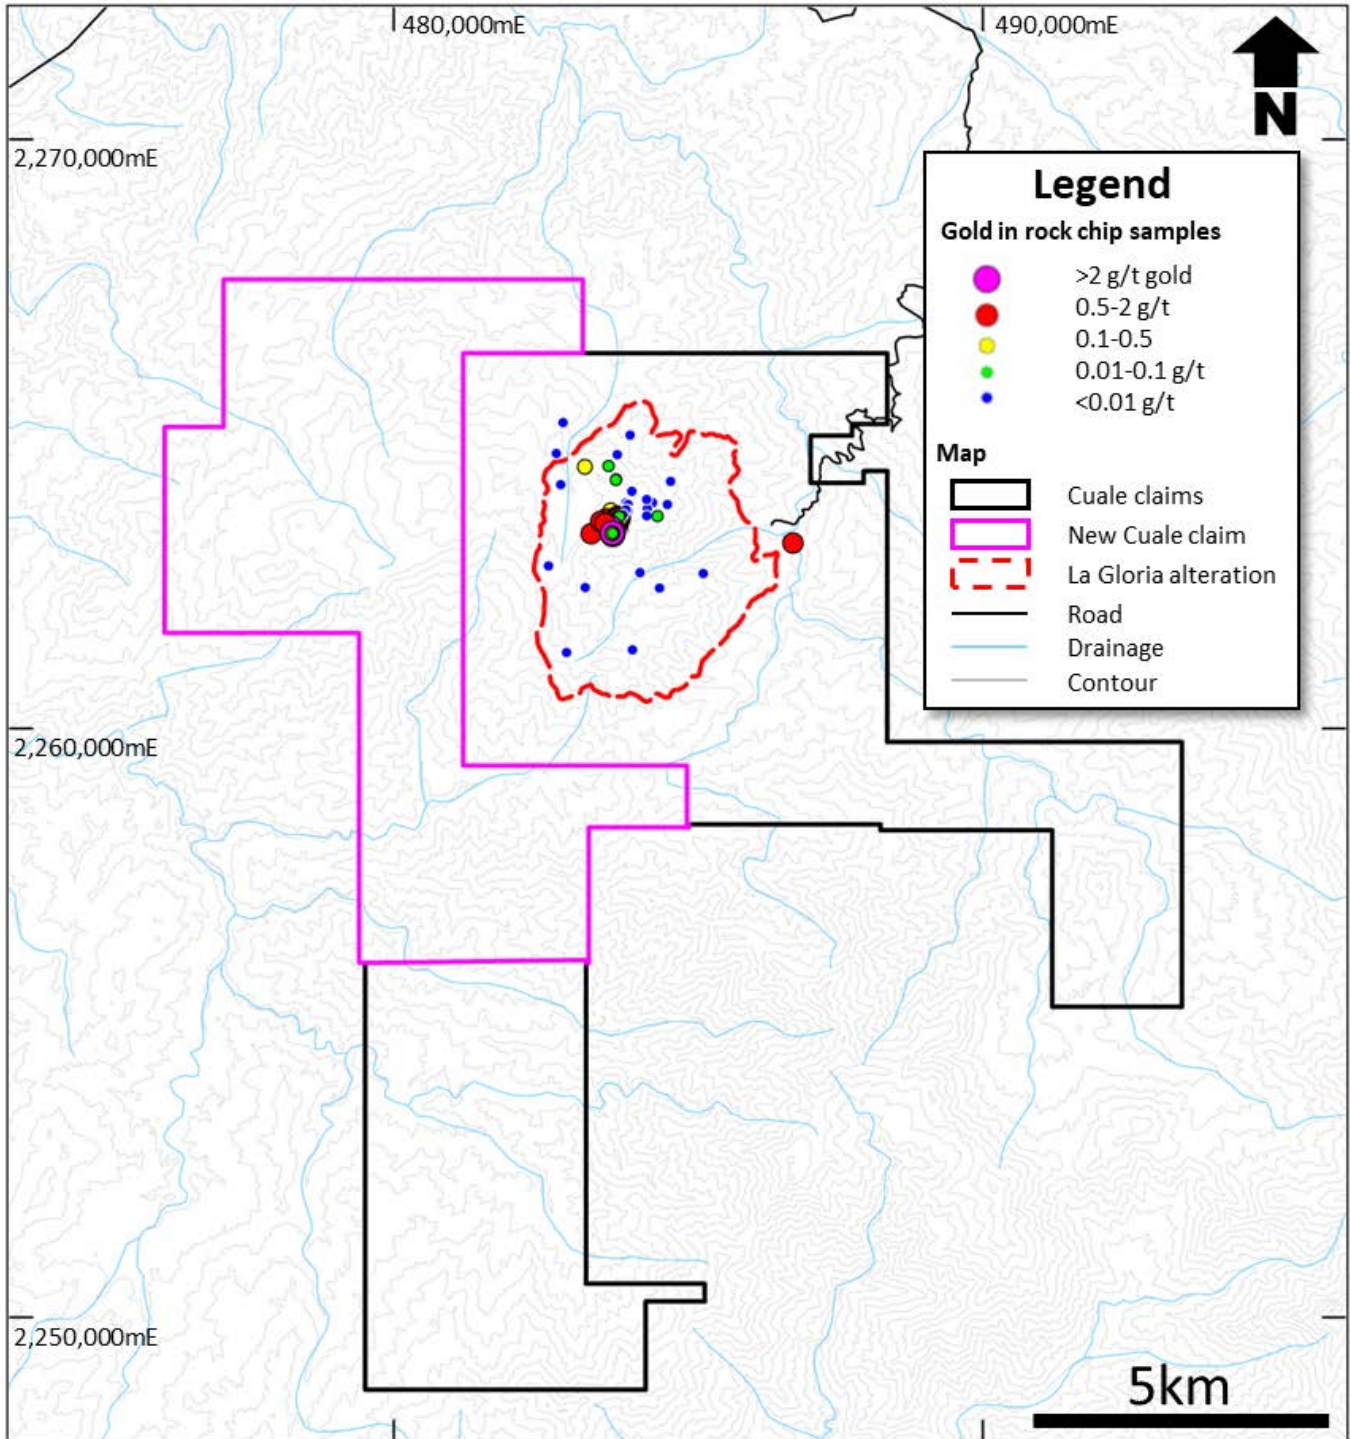 480,000mE
490,000mE
N
2,270,000mE
Legend
Gold in rock chip samples
>2 g/t gold
0.5-2 g/t
0.1-0.5
0.01-0.1 g/t
<0.01 g/t
Map
Cuale claims
New Cuale claim
La Gloria alteration
Road
Drainage
Contour
2,260,000mE
2,250,000mE
5km